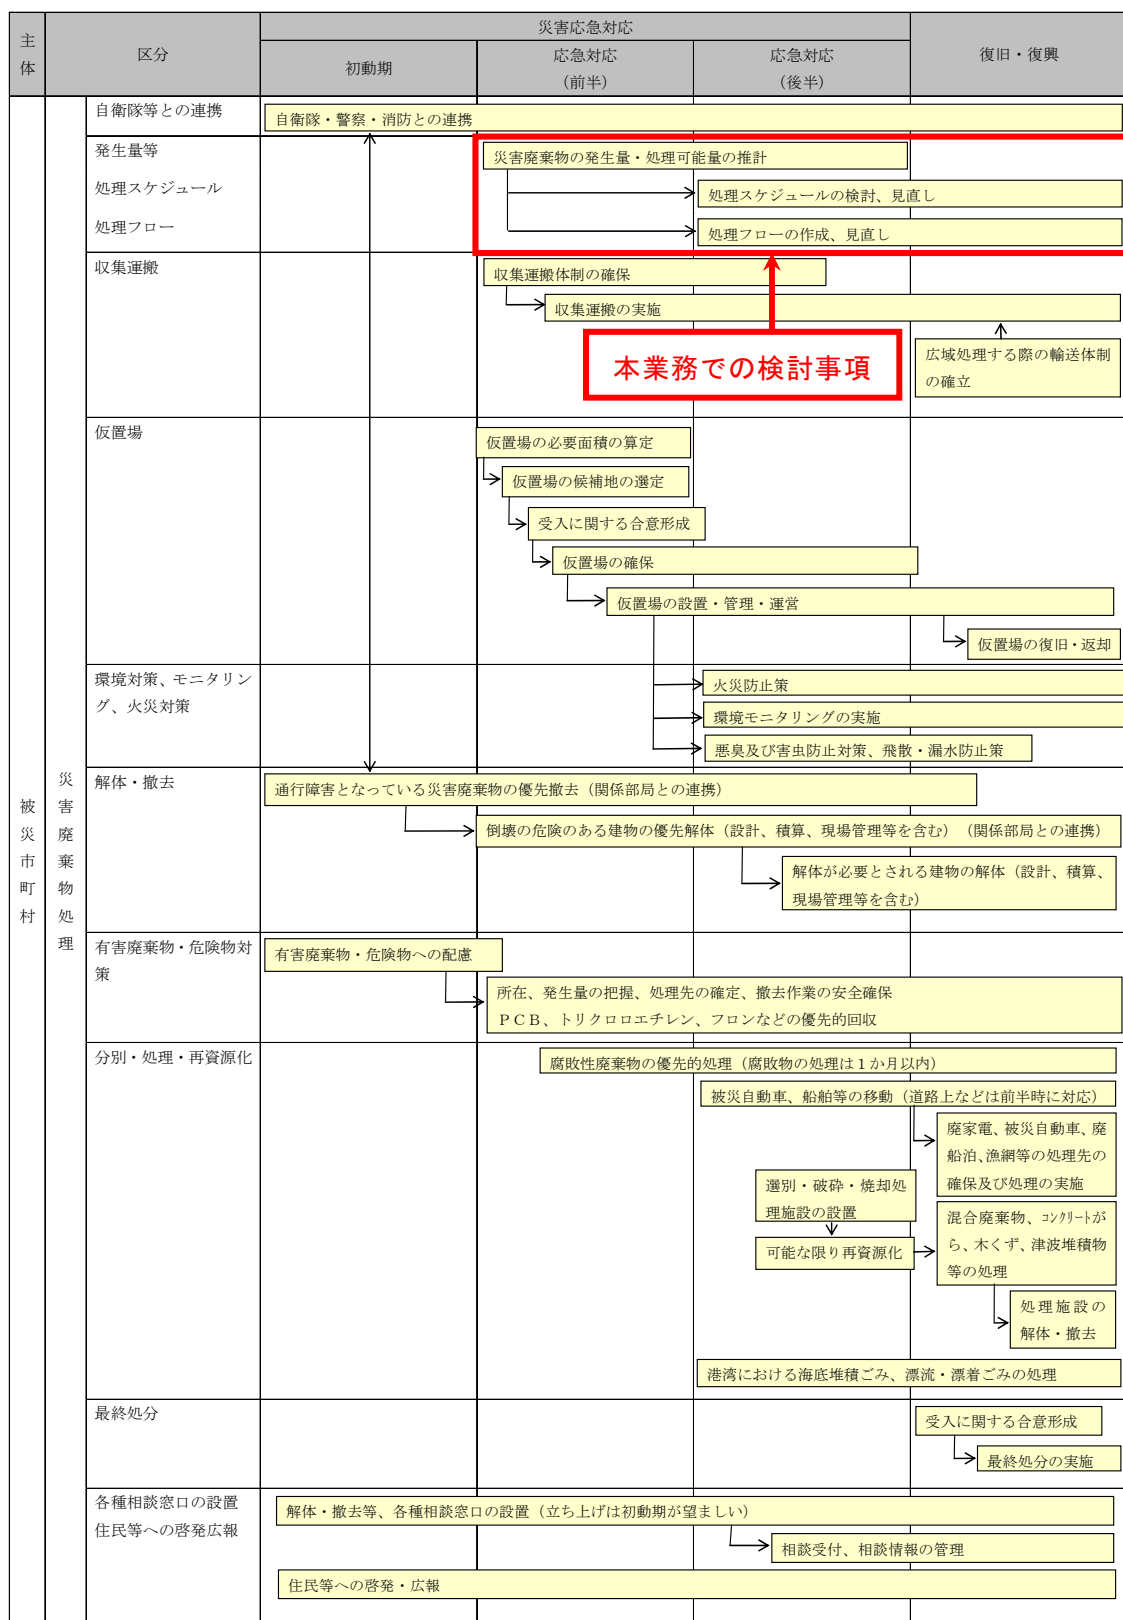 主体
区分
災害応急対応
初動期
応急対応
(前半)
応急対応
(後半)
復旧・復興
被災市町村
災害廃棄物処理
自衛隊等との連携
自衛隊・警察・消防との連携
発生量等
処理スケジュール
処理フロー
災害廃棄物の発生量・処理可能量の推計
処理スケジュールの検討、見直し
処理フローの作成、見直し
収集運搬
収集運搬体制の確保
収集運搬の実施
本業務での検討事項
広域処理する際の輸送体制
の確立
仮置場
仮置場の必要面積の算定
仮置場の候補地の選定
受入に関する合意形成
仮置場の確保
仮置場の設置・管理・運営
仮置場の復旧・返却
環境対策、モニタリン
グ、火災対策
火災防止策
環境モニタリングの実施
悪臭及び害虫防止対策、飛散・漏水防止策
解体・撤去
通行障害となっている災害廃棄物の優先撤去（関係部局との連携）
倒壊の危険のある建物の優先解体（設計、積算、現場管理等を含む）（関係部局との連携）
解体が必要とされる建物の解体（設計、積算、
現場管理等を含む）
有害廃棄物・危険物対
策
有害廃棄物・危険物への配慮
所在、発生量の把握、処理先の確定、撤去作業の安全確保
ＰＣＢ、トリクロロエチレン、フロンなどの優先的回収
分別・処理・再資源化
腐敗性廃棄物の優先的処理（腐敗物の処理は１か月以内）
被災自動車、船舶等の移動（道路上などは前半時に対応）
廃家電、被災自動車、廃
船泊、漁網等の処理先の
確保及び処理の実施
選別・破砕・焼却処
理施設の設置
可能な限り再資源化
混合廃棄物、ｺﾝｸﾘｰﾄが
ら、木くず、津波堆積物
等の処理
処理施設の
解体・撤去
港湾における海底堆積ごみ、漂流・漂着ごみの処理
最終処分
受入に関する合意形成
最終処分の実施
各種相談窓口の設置
住民等への啓発広報
解体・撤去等、各種相談窓口の設置（立ち上げは初動期が望ましい）
相談受付、相談情報の管理
住民等への啓発・広報